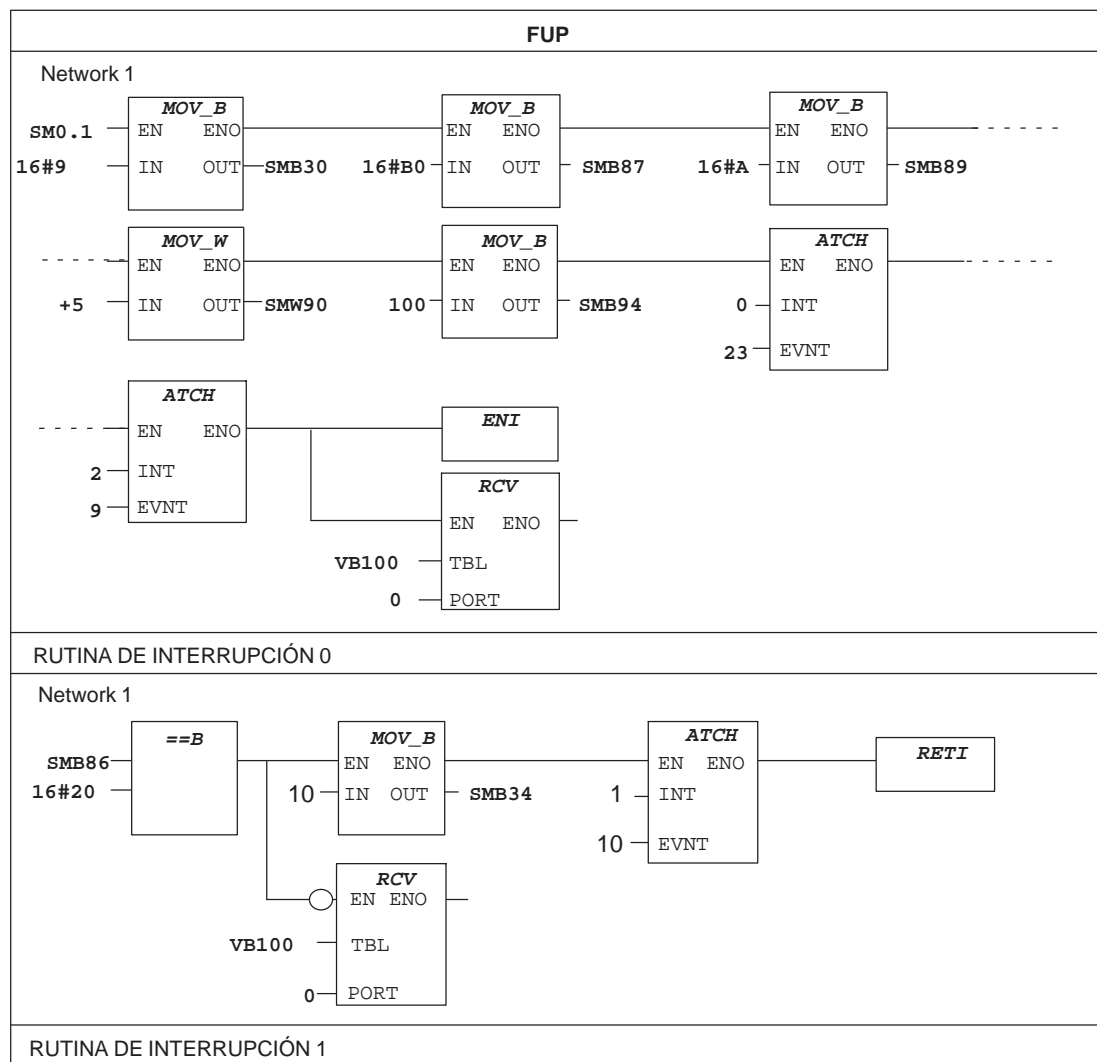 FUP
Network 1
MOV_B MOV_B MOV_B
SM0.1 EN ENO EN ENO EN ENO
16#9 IN OUT SMB30 16#B0 IN OUT SMB87 16#A IN OUT SMB89
MOV_W MOV_B ATCH
EN ENO EN ENO EN ENO
+5 IN OUT SMW90 100 IN OUT SMB94 0 INT
23 EVNT
ATCH ENI
EN ENO
2 INT RCV
9 EVNT EN ENO
VB100 TBL
0 PORT
RUTINA DE INTERRUPCIÓN 0
Network 1
==B MOV_B ATCH RETI
SMB86 EN ENO EN ENO
16#20 10 IN OUT SMB34 1 INT
10 EVNT
RCV
EN ENO
VB100 TBL
0 PORT
RUTINA DE INTERRUPCIÓN 1